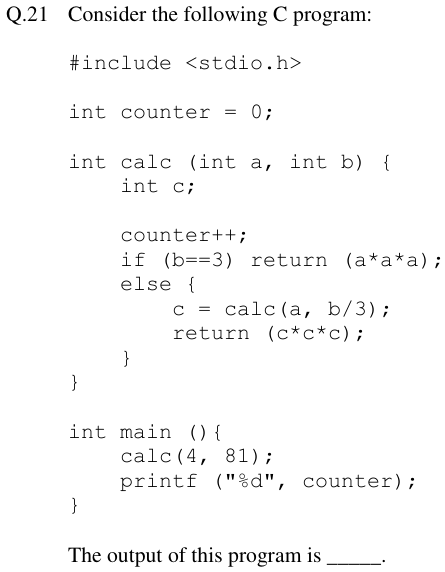 Q.21 Consider the following C program:
#include <stdio.h>
int counter = 0;
int calc (int a, int b) {
int c;
counter++;
if (b==3) return (a*a*a);
else {
c = calc(a, b/3);
return (c*c*c);
}
}
int main (){
calc(4, 81);
printf ("%d", counter);
}
The output of this program is _____.